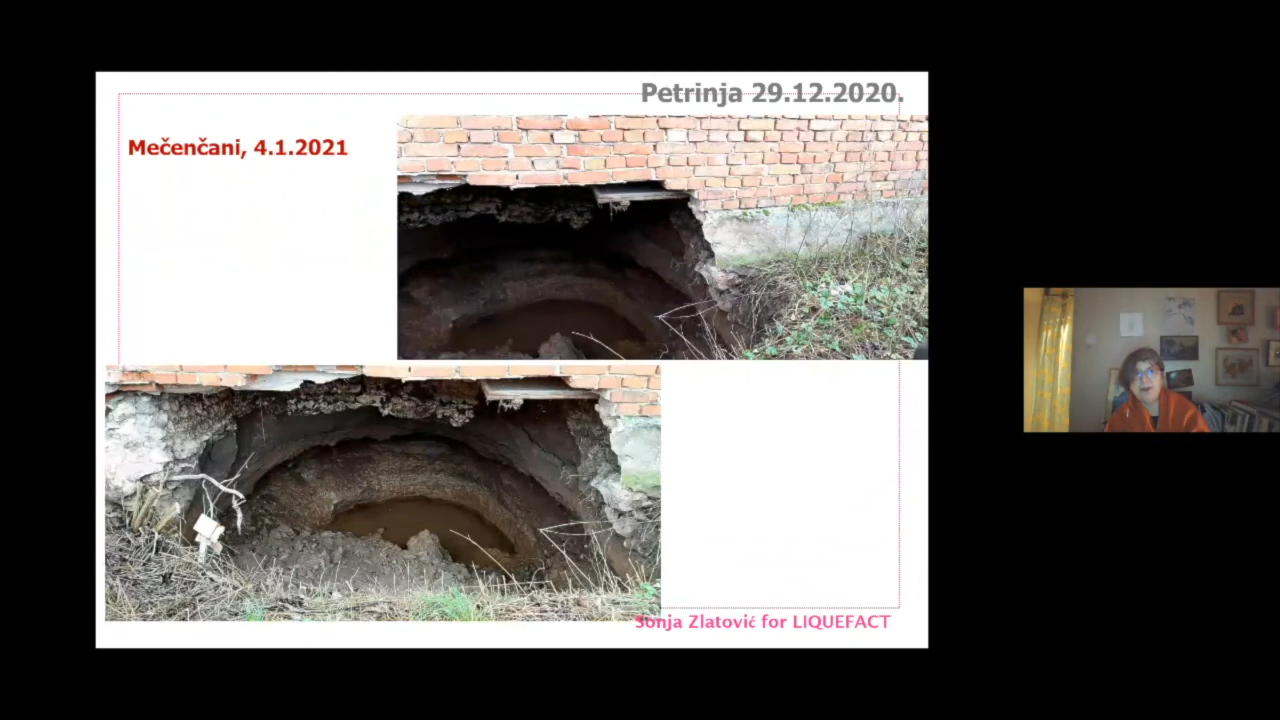 Petrinja 29.12.2020.
Mečenčani, 4.1.2021
Sonja Zlatović for LIQUEFACT